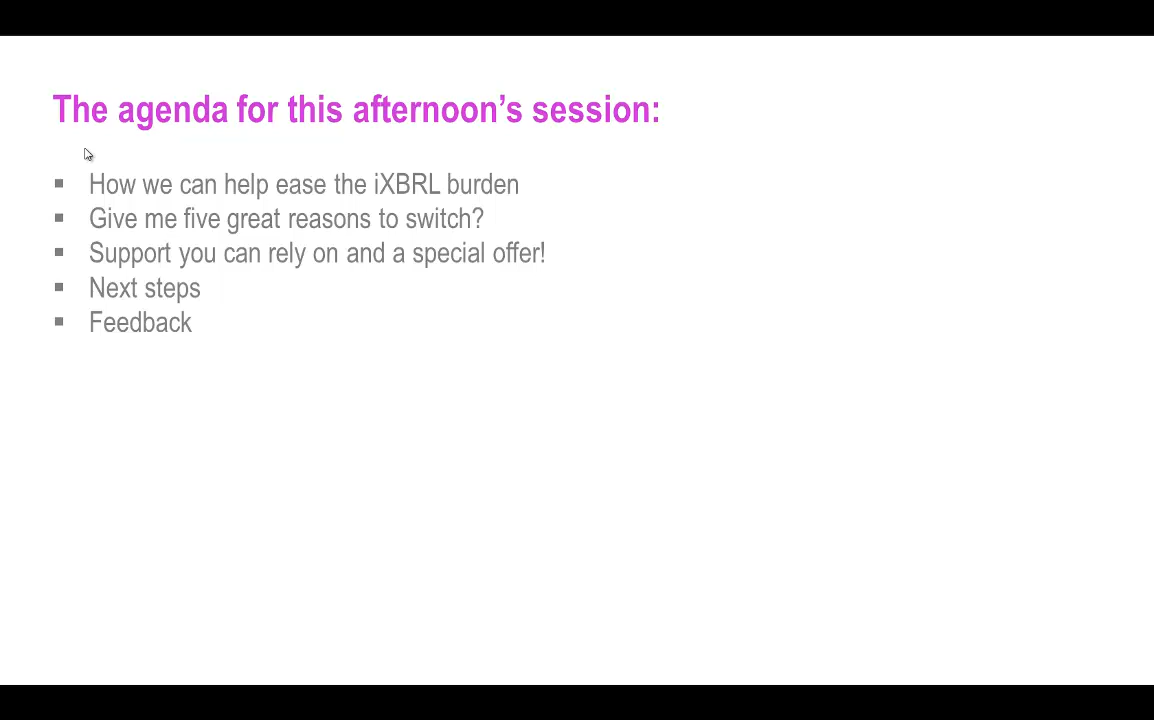 The agenda for this afternoon’s session:
▪ How we can help ease the iXBRL burden
▪ Give me five great reasons to switch?
▪ Support you can rely on and a special offer!
▪ Next steps
▪ Feedback